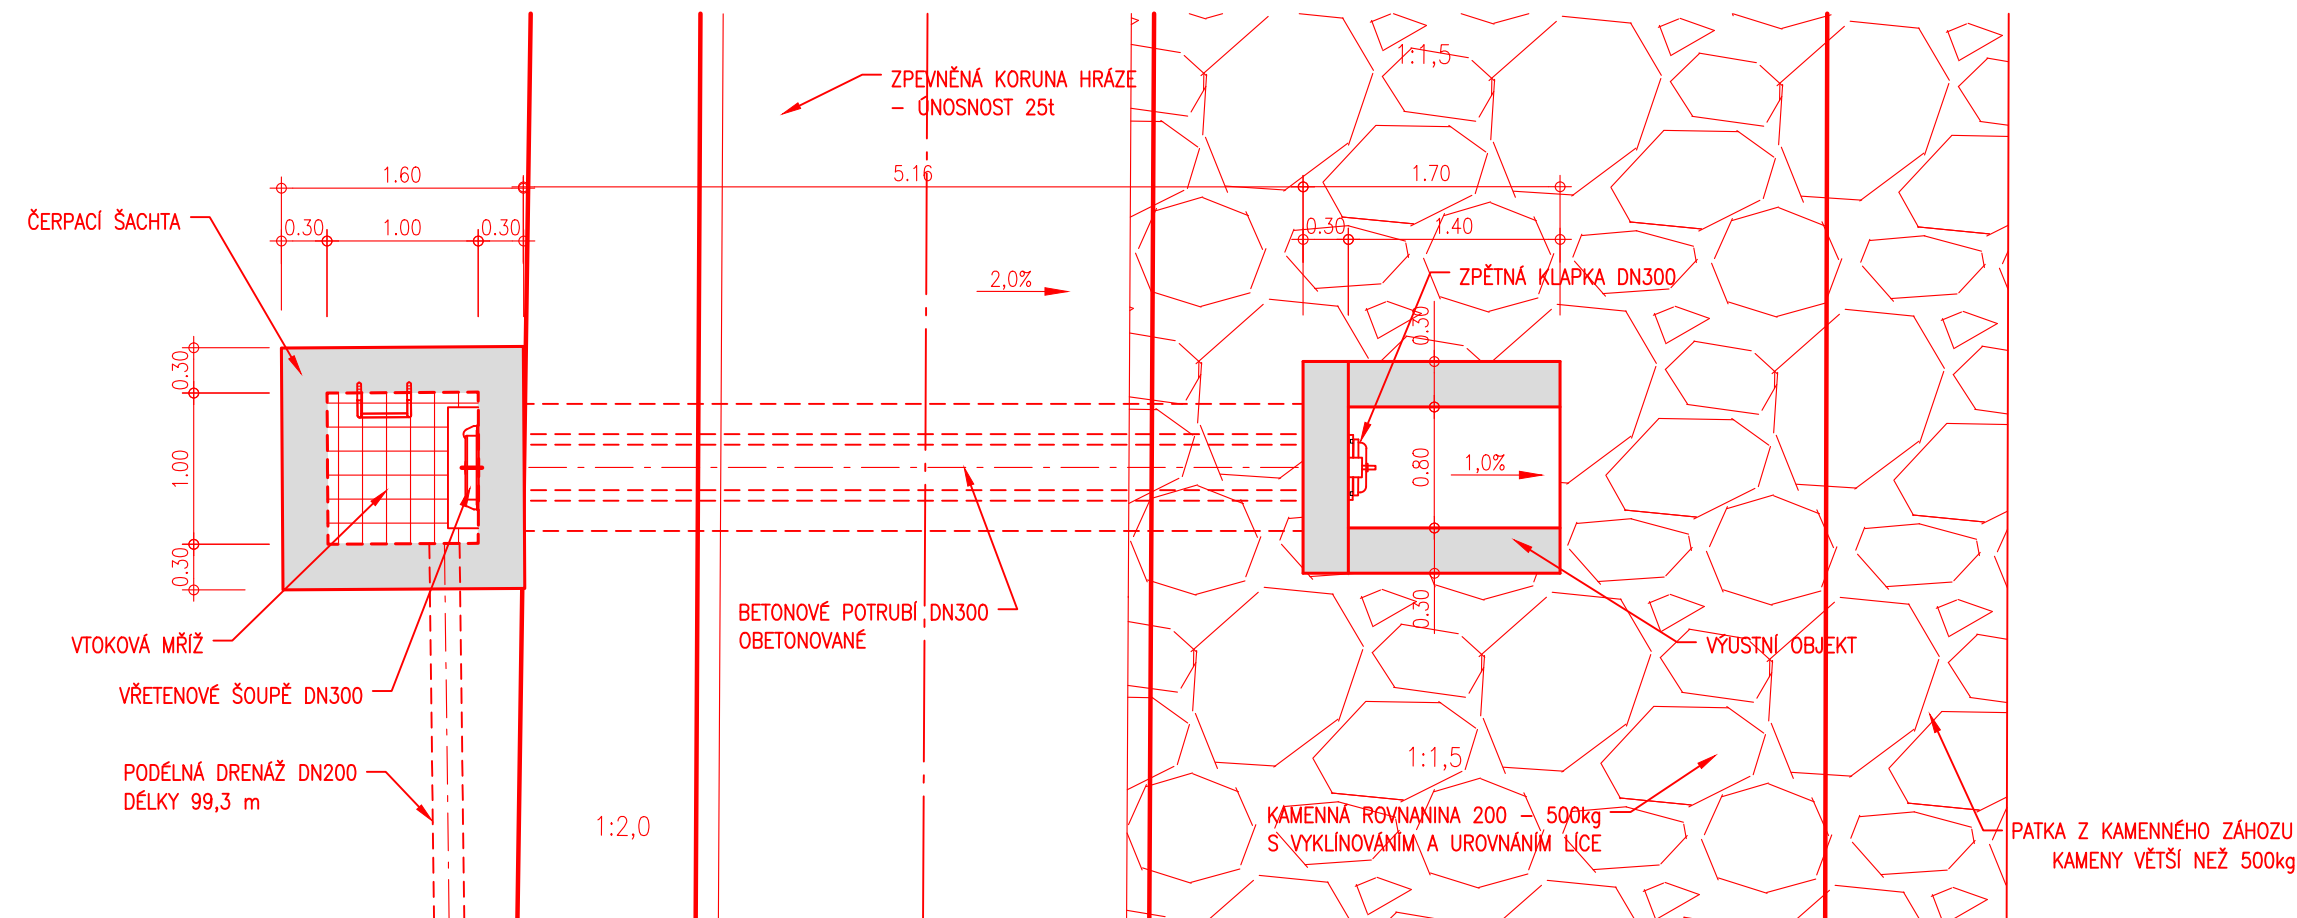 1:1,5
ZPEVNĚNÁ KORUNA HRÁZE
- ÚNOSNOST 25t
1.60
5.16
1.70
ČERPACÍ ŠACHTA
0.30
1.00
0.30
0.30
1.40
2,0%
ZPĚTNÁ KLAPKA DN300
0.30
0.30
1.00
0.80
1,0%
0.30
0.30
BETONOVÉ POTRUBÍ DN300
OBETONOVANÉ
VTOKOVÁ MŘÍŽ
VÝUSTNÍ OBJEKT
VŘETENOVÉ ŠOUPĚ DN300
1:1,5
PODÉLNÁ DRENÁŽ DN200
DÉLKY 99,3 m
1:2,0
KAMENNÁ ROVNANINA 200 - 500kg
S VYKLÍNOVÁNÍM A UROVNÁNÍM LÍCE
PATKA Z KAMENNÉHO ZÁHOZU
KAMENY VĚTŠÍ NEŽ 500kg